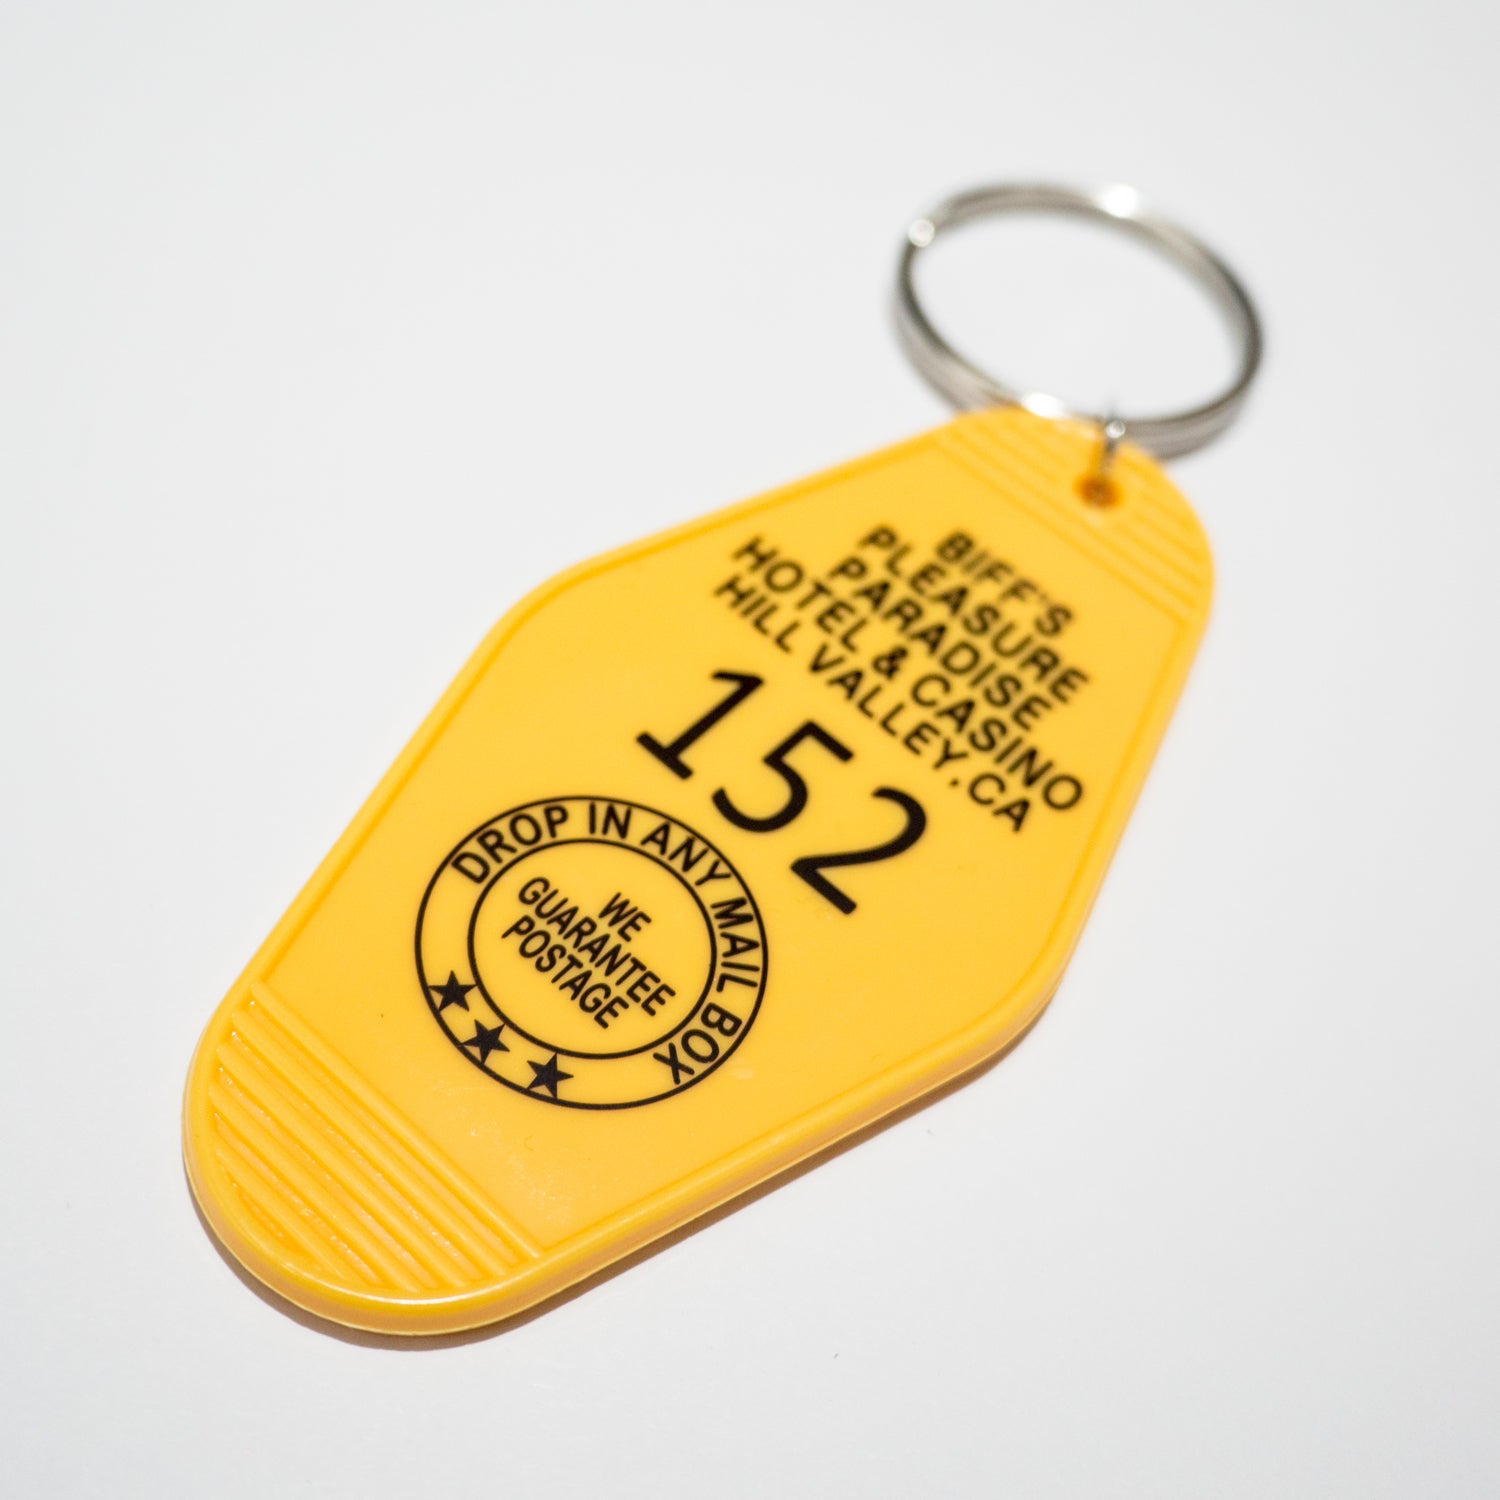 BIFF'S
PLEASURE
PARADISE
HOTEL & CASINO
HILL VALLEY, CA
152
DROP IN ANY MAIL BOX
WE
GUARANTEE
POSTAGE